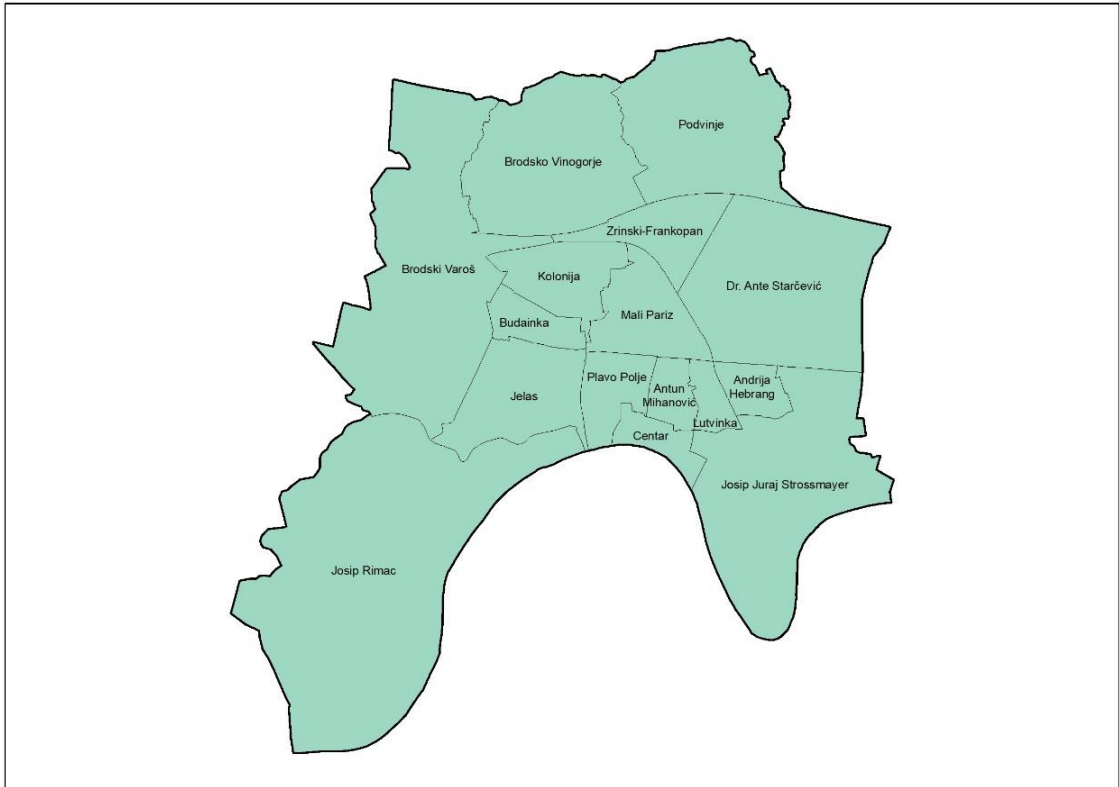 Podvinje
Brodsko Vinogorje
Zrinski-Frankopan
Brodski Varoš
Kolonija
Dr. Ante Starčević
Mali Pariz
Budainka
Plavo Polje
Andrija
Hebrang
Antun
Mihanović
Jelas
Lutvinka
Centar
Josip Juraj Strossmayer
Josip Rimac